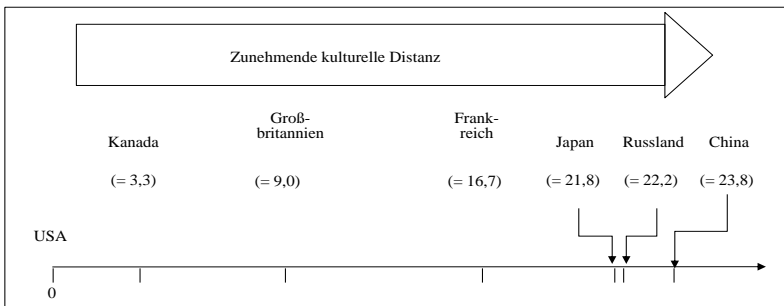 Zunehmende kulturelle Distanz
Groß-
britannien
Frank-
reich
Kanada
Japan
Russland
China
(= 3,3)
(= 9,0)
(= 16,7)
(= 21,8)
(= 22,2)
(= 23,8)
USA
0